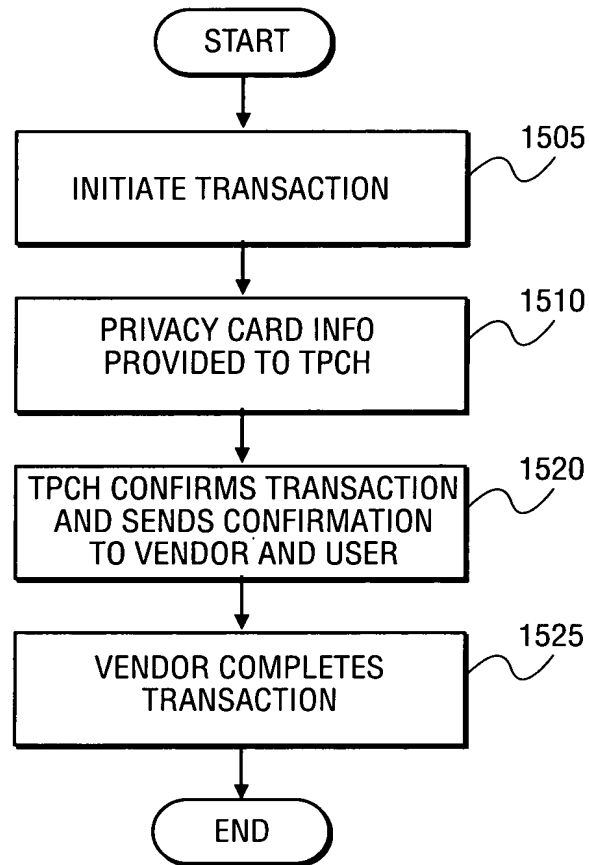 START
1505
INITIATE TRANSACTION
1510
PRIVACY CARD INFO
PROVIDED TO TPCH
1520
TPCH CONFIRMS TRANSACTION
AND SENDS CONFIRMATION
TO VENDOR AND USER
1525
VENDOR COMPLETES
TRANSACTION
END